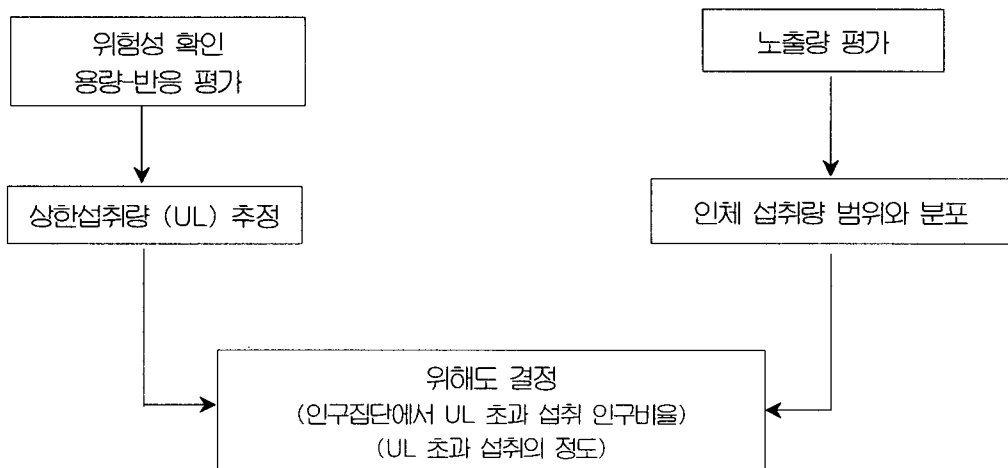 위험성 확인
용량-반응 평가
노출량 평가
상한섭취량 (UL) 추정
인체 섭취량 범위와 분포
위해도 결정
(인구집단에서 UL 초과 섭취 인구비율)
(UL 초과 섭취의 정도)